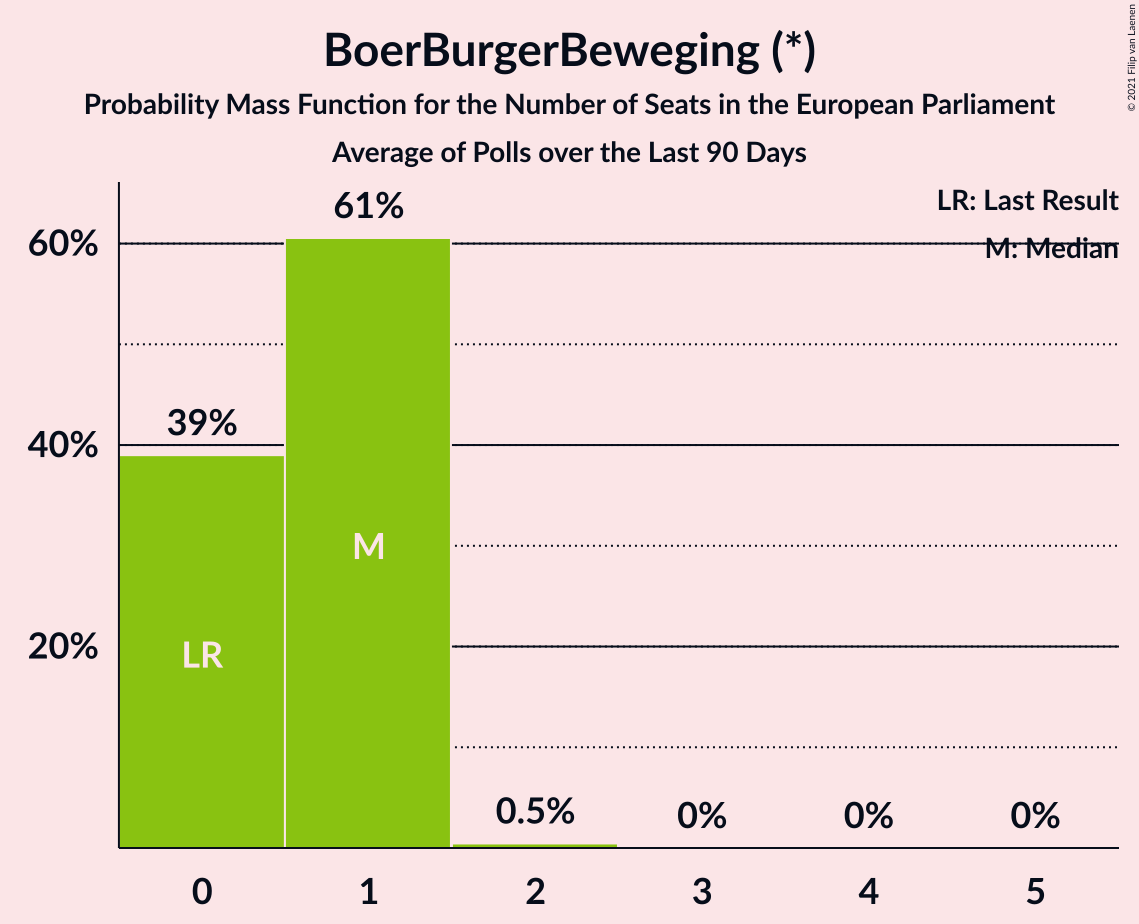 BoerBurgerBeweging (*)
Probability Mass Function for the Number of Seats in the European Parliament
Average of Polls over the Last 90 Days
© 2021 Filip van Laenen
LR: Last Result
M: Median
61%
60%
39%
40%
M
LR
20%
0.5%
0%
0%
0%
0
1
2
3
4
5